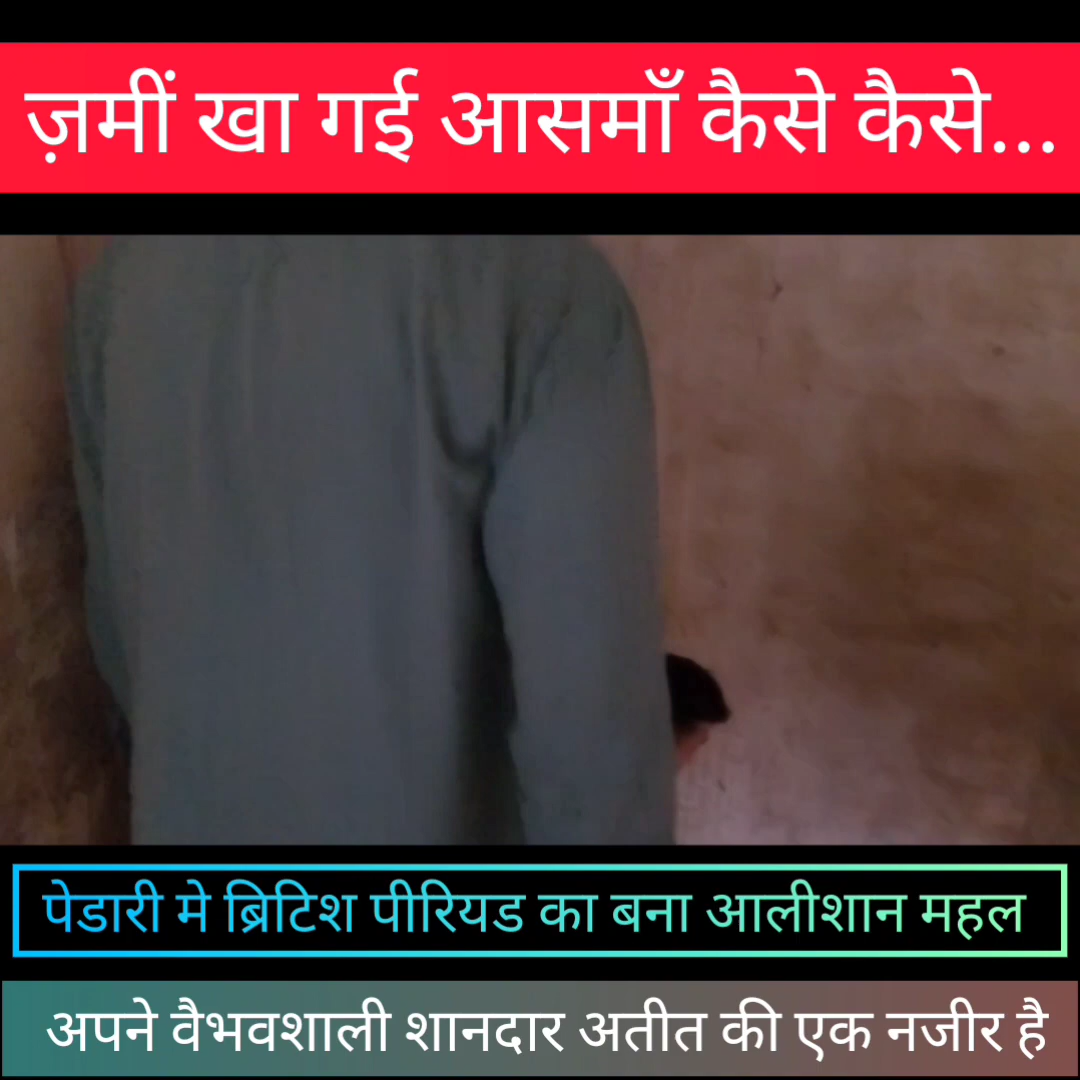 ज़मीं खा गई आसमाँ कैसे कैसे...
पेडारी मे ब्रिटिश पीरियड का बना आलीशान महल
अपने वैभवशाली शानदार अतीत की एक नजीर है